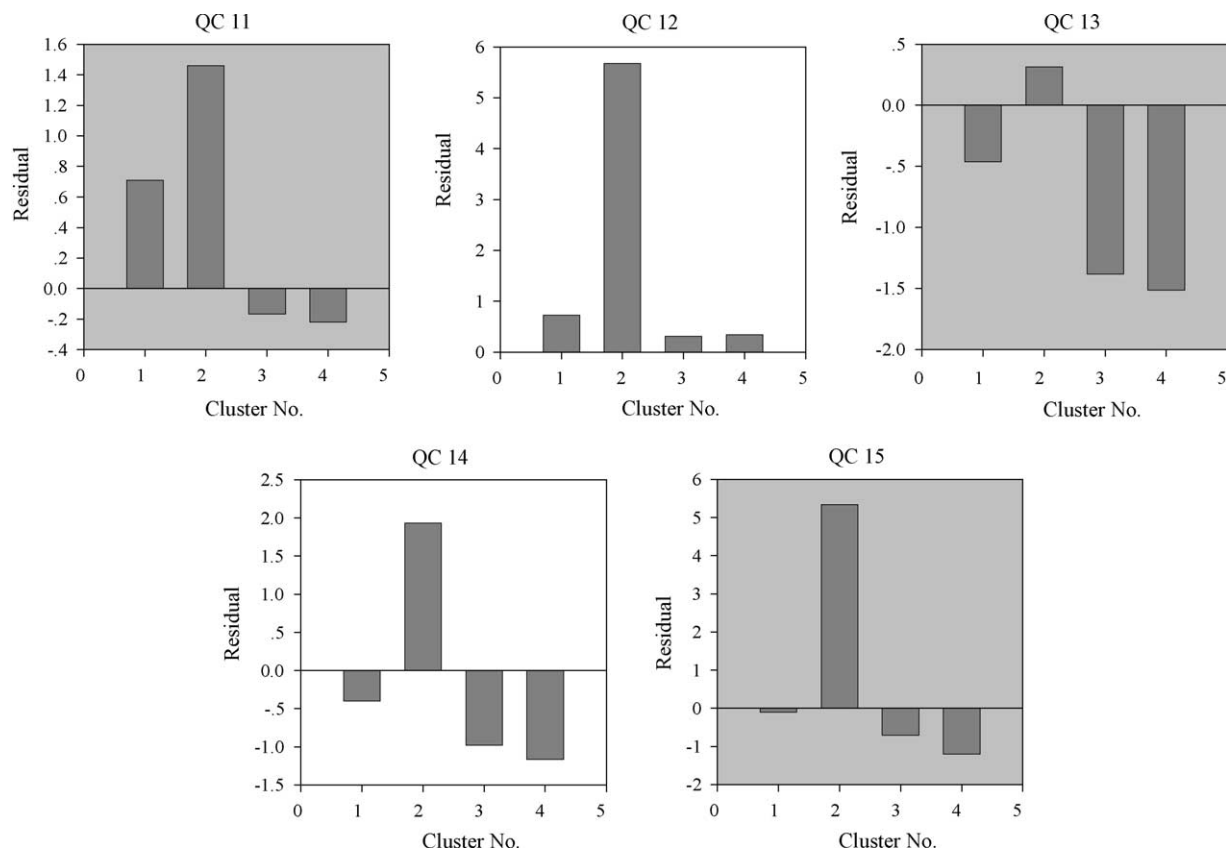 QC 11
1.6
1.4
1.2
1.0
.8
.6
.4
.2
0.0
-.2
-.4
Residual
0 1 2 3 4 5
Cluster No.
QC 12
6
5
4
3
2
1
0
Residual
0 1 2 3 4 5
Cluster No.
QC 13
.5
0.0
-.5
-1.0
-1.5
-2.0
Residual
0 1 2 3 4 5
Cluster No.
QC 14
2.5
2.0
1.5
1.0
.5
0.0
-.5
-1.0
-1.5
Residual
0 1 2 3 4 5
Cluster No.
QC 15
6
5
4
3
2
1
0
-1
-2
Residual
0 1 2 3 4 5
Cluster No.